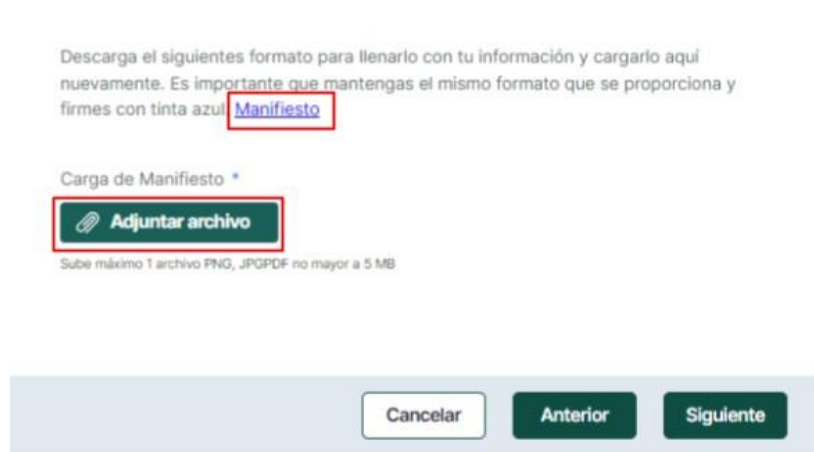 Descarga el siguientes formato para llenarlo con tu información y cargarlo aquí
nuevamente. Es importante que mantengas el mismo formato que se proporciona y
firmes con tinta azul Manifiesto
Carga de Manifiesto *
Adjuntar archivo
Sube máximo 1 archivo PNG, JPGPDF no mayor a 5 MB
Cancelar Anterior Siguiente